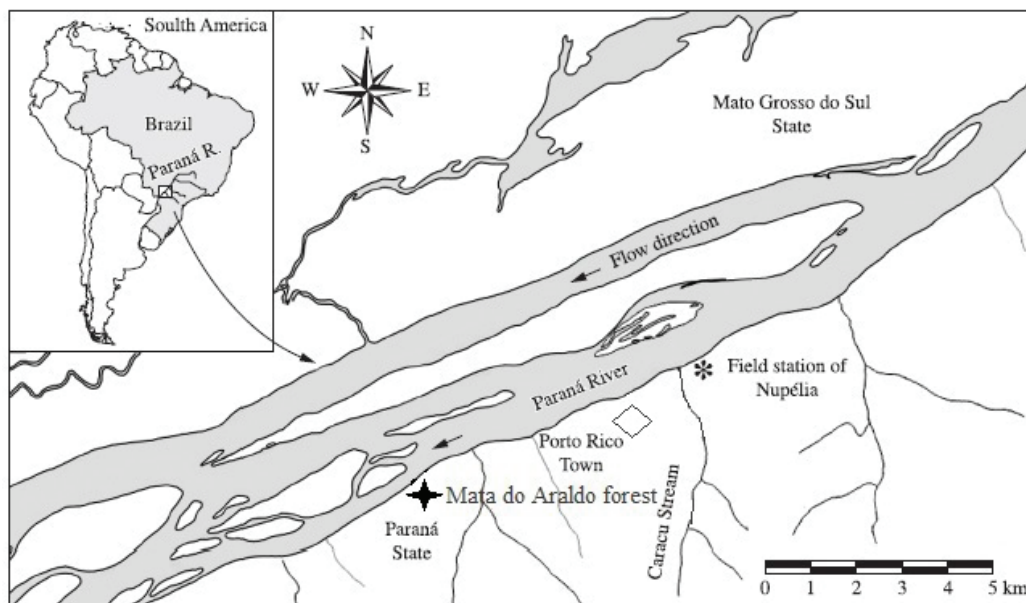 Soulth America
Brazil
Paraná R.
N
W E
S
Mato Grosso do Sul
State
Flow direction
Paraná River
Field station of
Nupélia
Porto Rico
Town
Mata do Araldo forest
Paraná
State
Caracu Stream
0 1 2 3 4 5 km